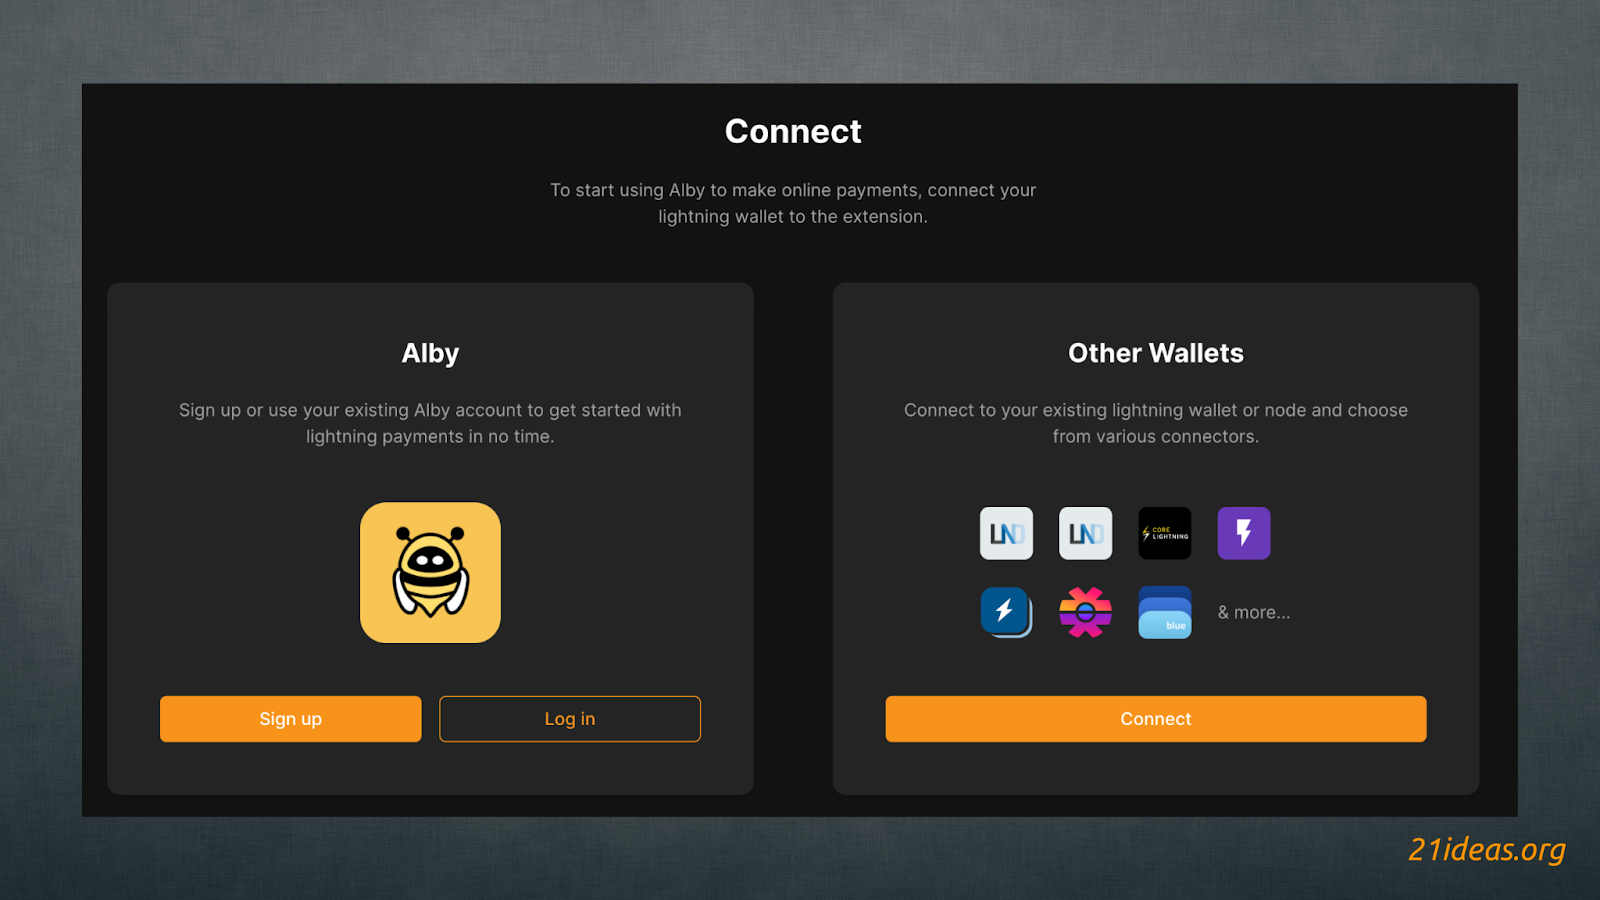 Connect
To start using Alby to make online payments, connect your
lightning wallet to the extension.
Alby
Sign up or use your existing Alby account to get started with
lightning payments in no time.
Sign up
Log in
Other Wallets
Connect to your existing lightning wallet or node and choose
from various connectors.
LND
LND
CORE
LIGHTNING
blue
& more...
Connect
21ideas.org